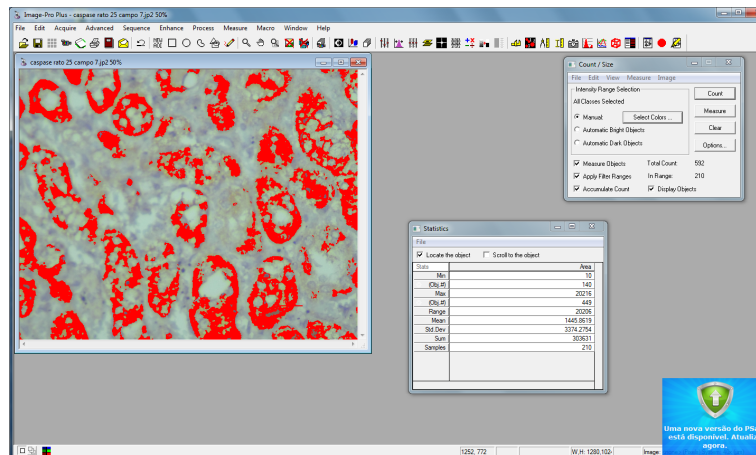 Image-Pro Plus - caspase rato 25 campo 7.jp2 50%
File Edit Acquire Advanced Sequence Enhance Process Measure Macro Window Help
caspase rato 25 campo 7.jp2 50%
Count / Size
File Edit View Measure Image
Intensity Range Selection
Count
All Classes Selected
Manual: Select Colors ...
Measure
Automatic Bright Objects
Clear
Automatic Dark Objects
Options...
Measure Objects Total Count: 592
Apply Filter Ranges In Range: 210
Accumulate Count Display Objects
Statistics
File
Locate the object Scroll to the object
Stats Area
Min 10
(Obj.#) 140
Max 20216
(Obj.#) 449
Range 20206
Mean 1445.8619
Std.Dev 3374.2754
Sum 303631
Samples 210
Uma nova versão do PSa
está disponível. Atualiz
agora.
1252, 772 W,H: 1280,102 Image: